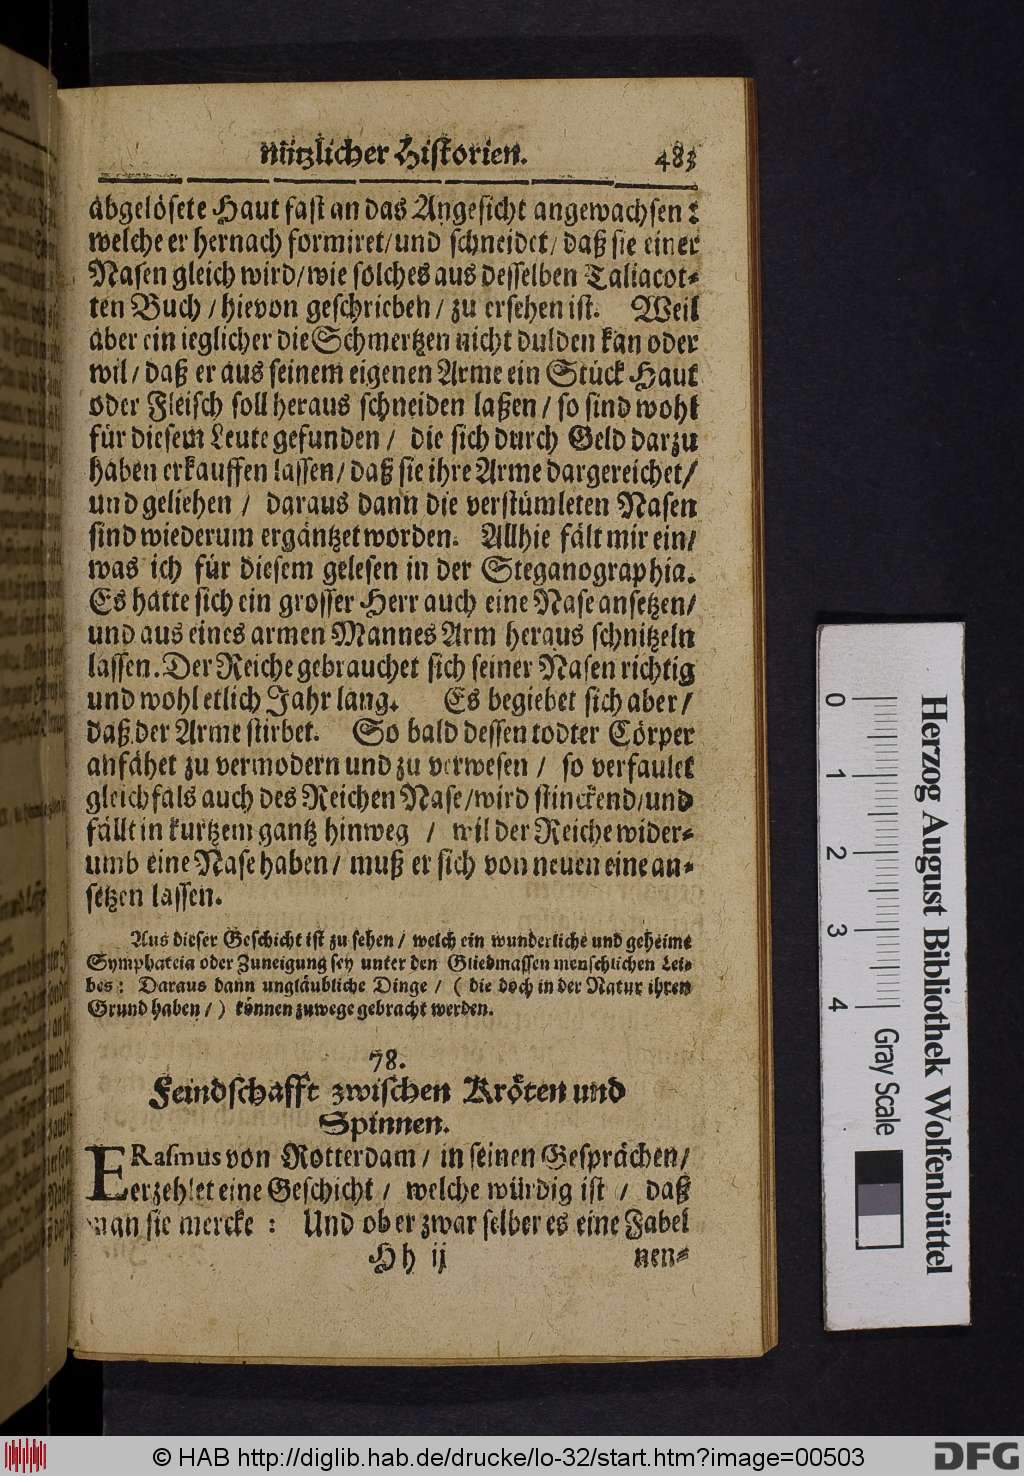 nützlicher Historien. 483
abgelösete Haut fast an das Angesicht angewachsen:
welche er hernach formiret/und schneidet/daß sie einer
Nasen gleich wird/wie solches aus desselben Taliacot-
ten Buch/hievon geschrieben/zu ersehen ist. Weil
aber ein ieglicher die Schmertzen nicht dulden kan oder
wil/daß er aus seinem eigenen Arme ein Stück Haut
oder Fleisch soll heraus schneiden laßen/so sind wohl
für diesem Leute gefunden/ die sich durch Geld darzu
haben erkauffen lassen/daß sie ihre Arme dargereichet/
und geliehen/ daraus dann die verstümleten Nasen
sind wiederum ergäntzet worden. Allhie fält mir ein/
was ich für diesem gelesen in der Steganographia.
Es hatte sich ein grosser Herr auch eine Nase ansetzen/
und aus eines armen Mannes Arm heraus schnitzeln
lassen. Der Reiche gebrauchet sich seiner Nasen richtig
und wohl etlich Jahr lang. Es begiebet sich aber/
daß der Arme stirbet. So bald dessen todter Cörper
anfähet zu vermodern und zu verwesen/ so verfaulet
gleichfals auch des Reichen Nase/wird stinckend/und
fällt in kurtzem gantz hinweg/ wil der Reiche wider-
umb eine Nase haben/ muß er sich von neuen eine an-
setzen lassen.
Aus dieser Geschicht ist zu sehen/ welch ein wunderliche und geheime
Symphateia oder Zuneigung sey unter den Gliedmassen menschlichen Lei-
bes: Daraus dann ungläubliche Dinge/ (die doch in der Natur ihren
Grund haben/) können zuwege gebracht werden.
78.
Feindschafft zwischen Kröten und
Spinnen.
ERasmus von Rotterdam/ in seinen Gesprächen/
erzehlet eine Geschicht/ welche würdig ist/ daß
man sie mercke: Und ob er zwar selber es eine Fabel
Hh ij nen-
Herzog August Bibliothek Wolfenbüttel
0 1 2 3 4 Gray Scale
© HAB http://diglib.hab.de/drucke/lo-32/start.htm?image=00503
DFG